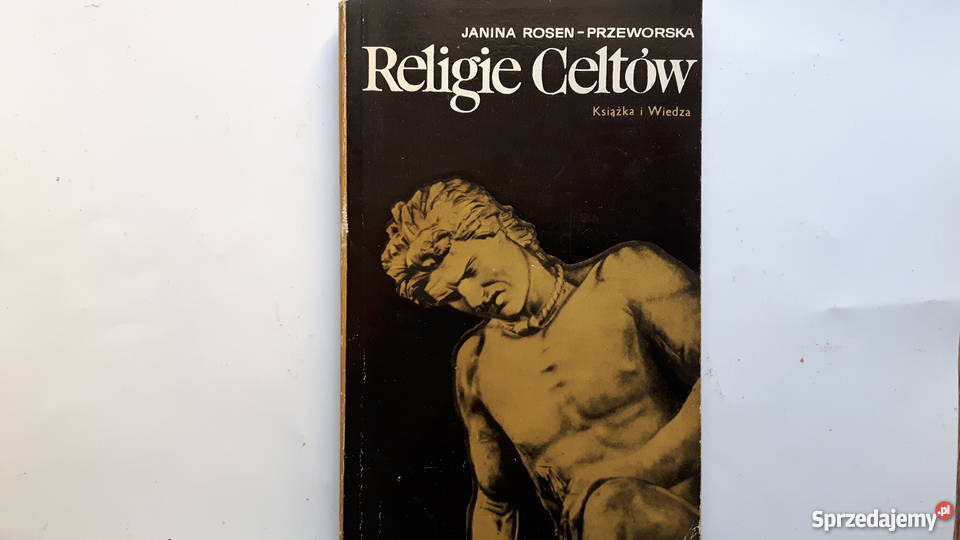 JANINA ROSEN-PRZEWORSKA
Religie Celtów
Książka i Wiedza
Sprzedajemy.pl